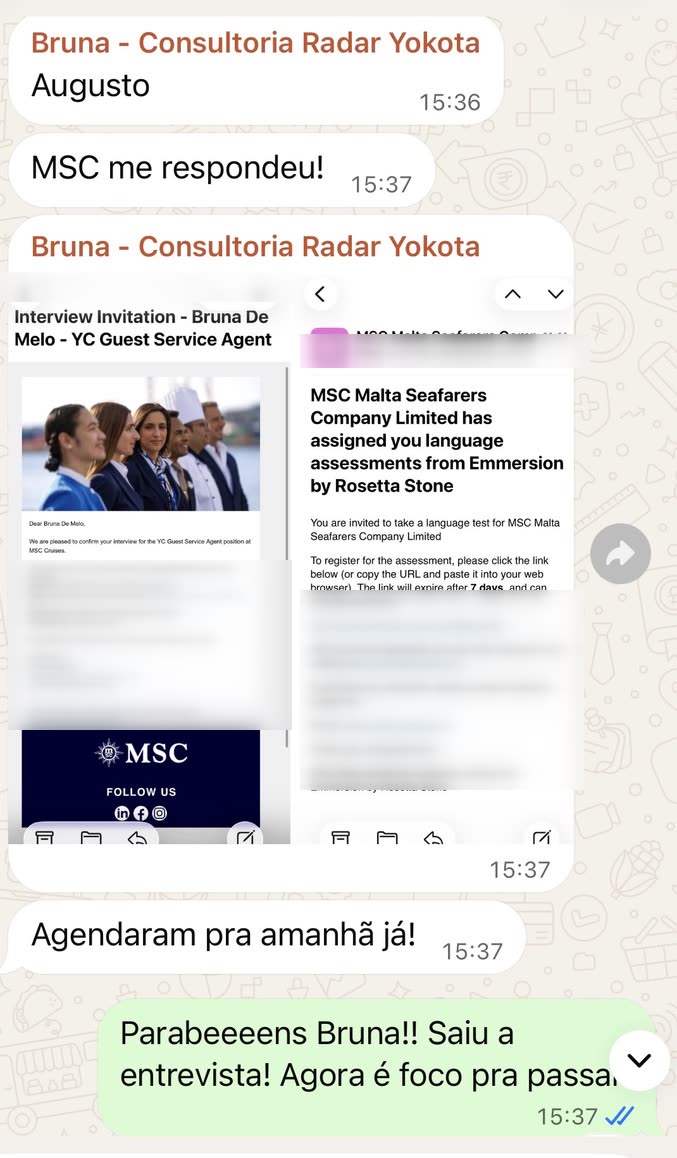 Bruna - Consultoria Radar Yokota
Augusto
15:36
MSC me respondeu!
15:37
Bruna - Consultoria Radar Yokota
Interview Invitation - Bruna De
Melo - YC Guest Service Agent
Dear Bruna De Melo,
We are pleased to confirm your interview for the YC Guest Service Agent position at
MSC Cruises.
MSC
FOLLOW US
MSC Malta Seafarers
Company Limited has
assigned you language
assessments from Emmersion
by Rosetta Stone
You are invited to take a language test for MSC Malta
Seafarers Company Limited
To register for the assessment, please click the link
below (or copy the URL and paste it into your web
browser). The link will expire after 7 days, and can
15:37
Agendaram pra amanhã já!
15:37
Parabeeeens Bruna!! Saiu a
entrevista! Agora é foco pra
15:37